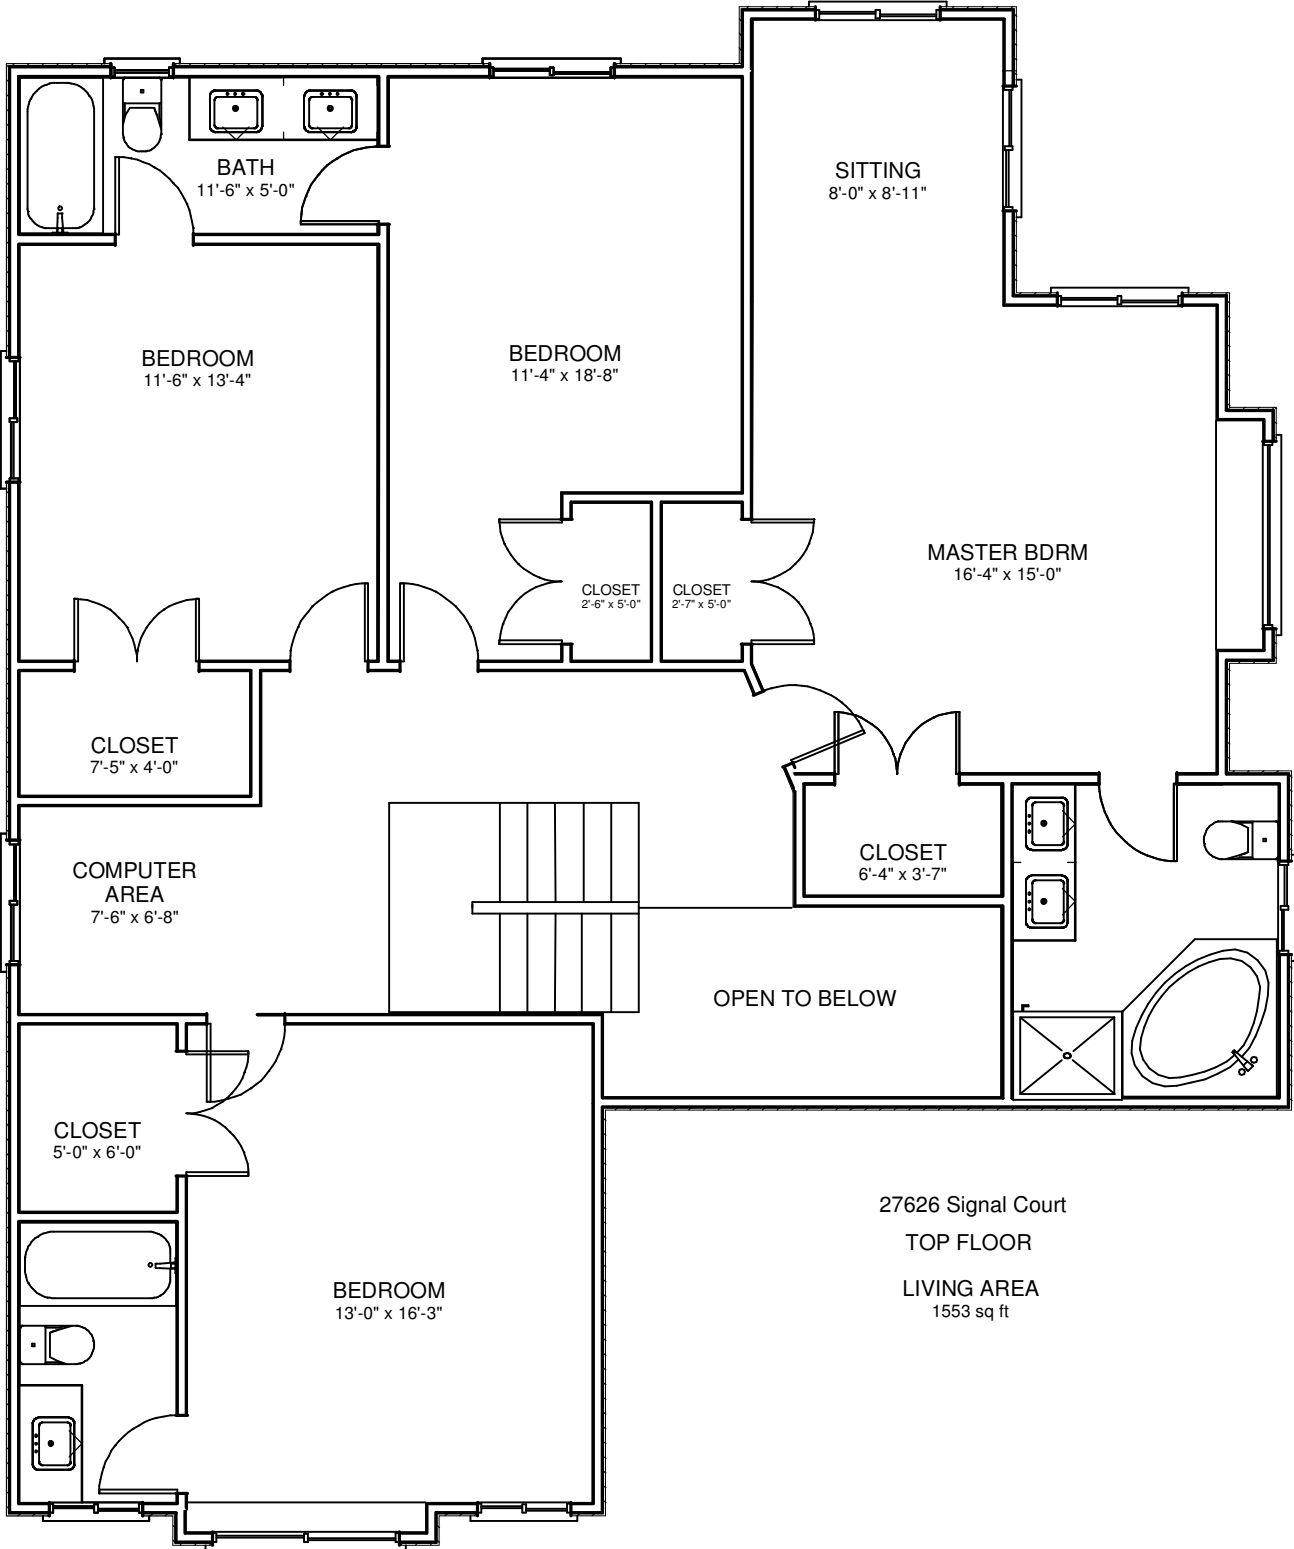 BATH
11'-6" x 5'-0"
SITTING
8'-0" x 8'-11"
BEDROOM
11'-6" x 13'-4"
BEDROOM
11'-4" x 18'-8"
MASTER BDRM
16'-4" x 15'-0"
CLOSET
2'-6" x 5'-0"
CLOSET
2'-7" x 5'-0"
CLOSET
7'-5" x 4'-0"
COMPUTER
AREA
7'-6" x 6'-8"
CLOSET
6'-4" x 3'-7"
OPEN TO BELOW
CLOSET
5'-0" x 6'-0"
BEDROOM
13'-0" x 16'-3"
27626 Signal Court
TOP FLOOR
LIVING AREA
1553 sq ft